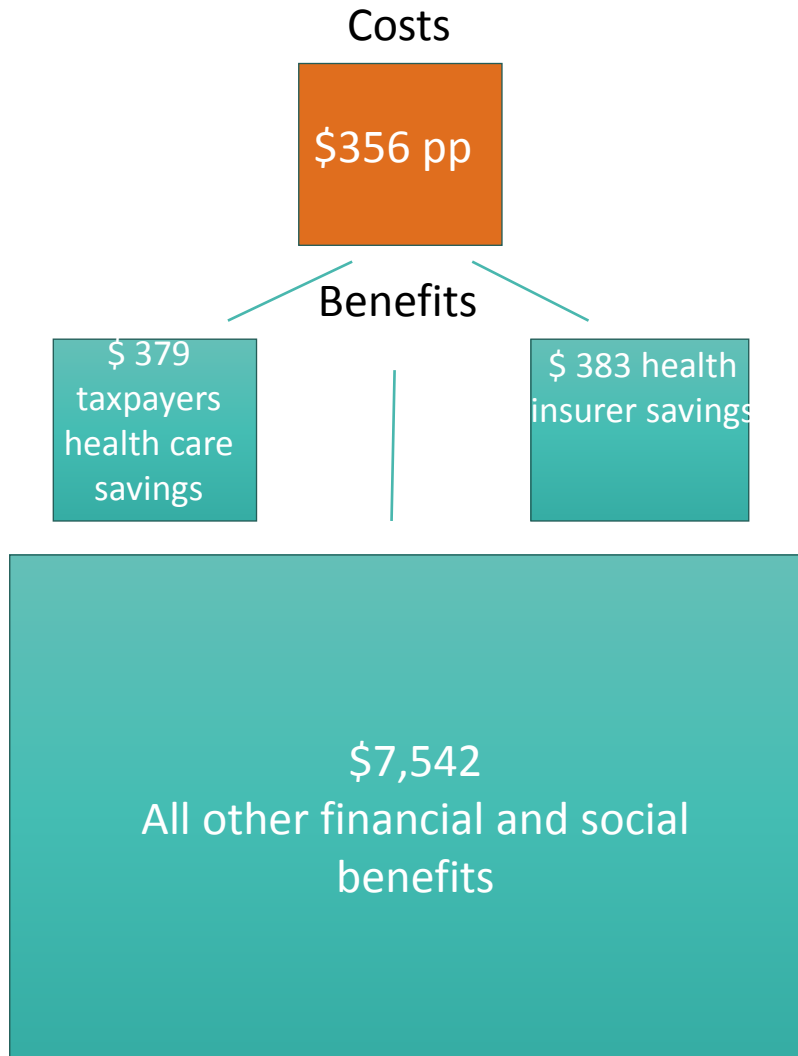 Costs
$356 pp
Benefits
$ 379
taxpayers
health care
savings
$ 383 health
insurer savings
$7,542
All other financial and social
benefits